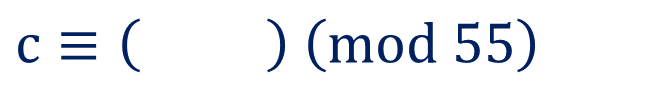 c ≡ (          ) (mod 55)